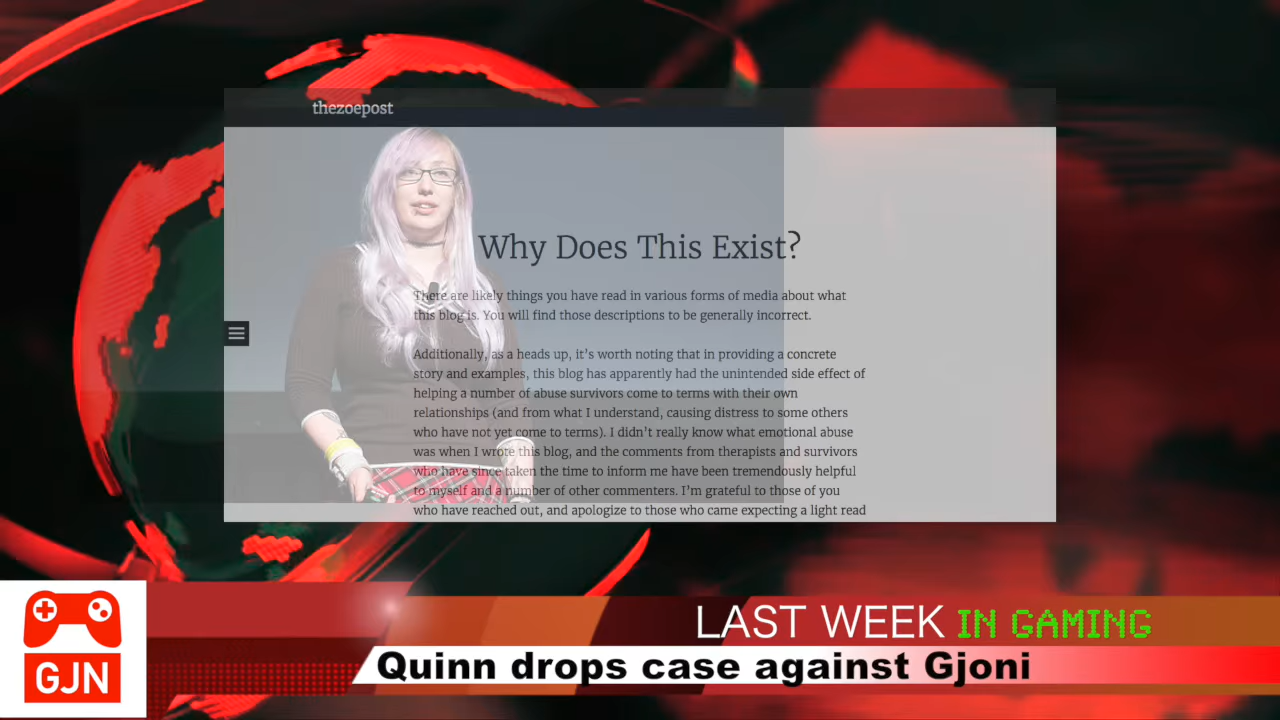 thezoepost
Why Does This Exist?
There are likely things you have read in various forms of media about what
this blog is. You will find those descriptions to be generally incorrect.
Additionally, as a heads up, it's worth noting that in providing a concrete
story and examples, this blog has apparently had the unintended side effect of
helping a number of abuse survivors come to terms with their own
relationships (and from what I understand, causing distress to some others
who have not yet come to terms). I didn't really know what emotional abuse
was when I wrote this blog, and the comments from therapists and survivors
who have since taken the time to inform me have been tremendously helpful
to myself and a number of other commenters. I'm grateful to those of you
who have reached out, and apologize to those who came expecting a light read
LAST WEEK IN GAMING
Quinn drops case against Gjoni
GJN